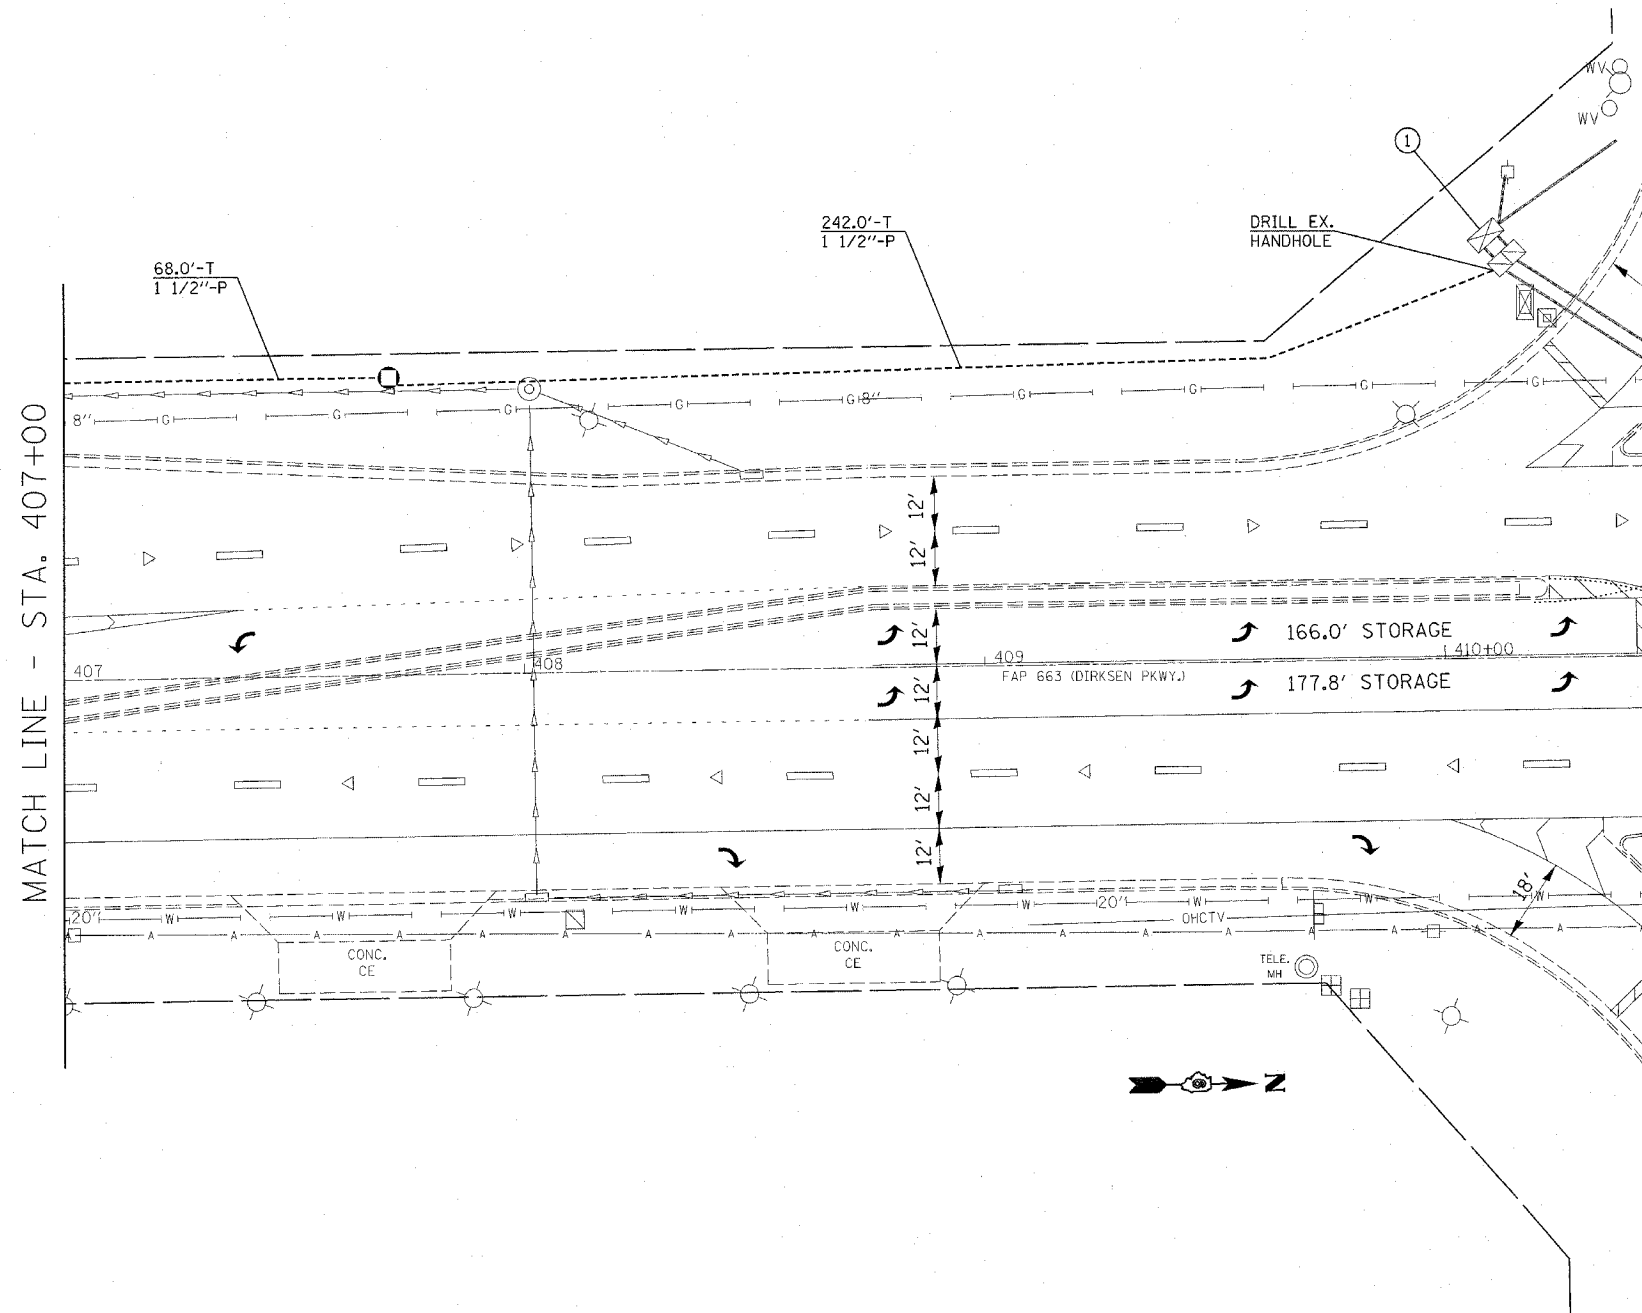 WV
WV
1
242.0'-T
1 1/2"-P
DRILL EX.
HANDHOLE
68.0'-T
1 1/2"-P
MATCH LINE - STA. 407+00
8" G G G G G 8" G G G G
12'
12'
12'
166.0' STORAGE
407 408 409 410+00
FAP 663 (DIRKSEN PKWY.)
12'
177.8' STORAGE
12'
12'
12'
18'
20" W W W W W W 20" W W W
OHCTV
A A A A A A A A A A A A A A A A A A A
CONC.
CE
CONC.
CE
TELE.
MH
N